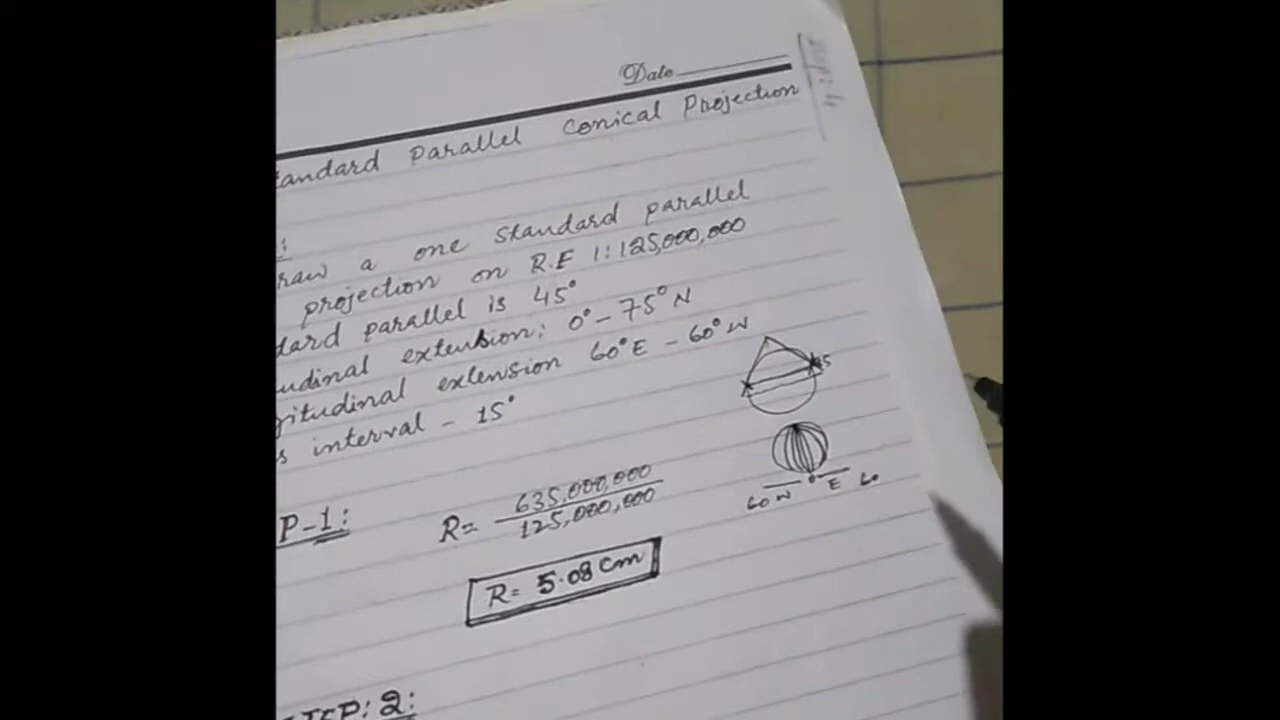 Date
tandard Parallel Conical Projection
:
raw a one standard parallel
projection on R.F 1:125,000,000
dard parallel is 45°
udinal extension: 0°- 75° N
gitudinal extension 60°E - 60° W
s interval - 15°
45
60 W 0 E 60
P-1:
R= 635,000,000
125,000,000
R= 5.08 cm
STEP: 2: